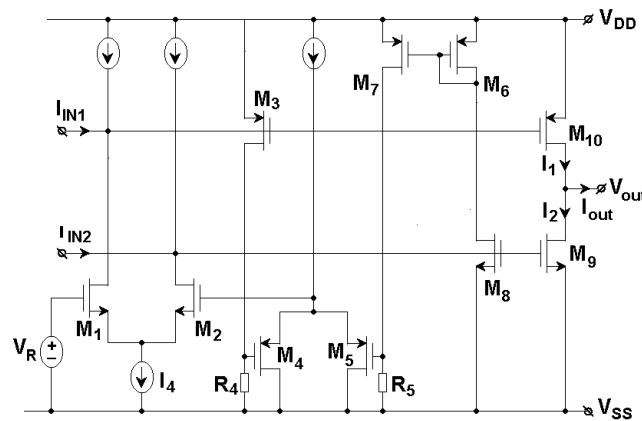 V_DD
M_7
M_6
M_3
I_IN1
M_10
I_1
V_out
I_2
I_out
I_IN2
M_8
M_9
M_1
M_2
V_R
M_4
M_5
I_4
R_4
R_5
V_SS